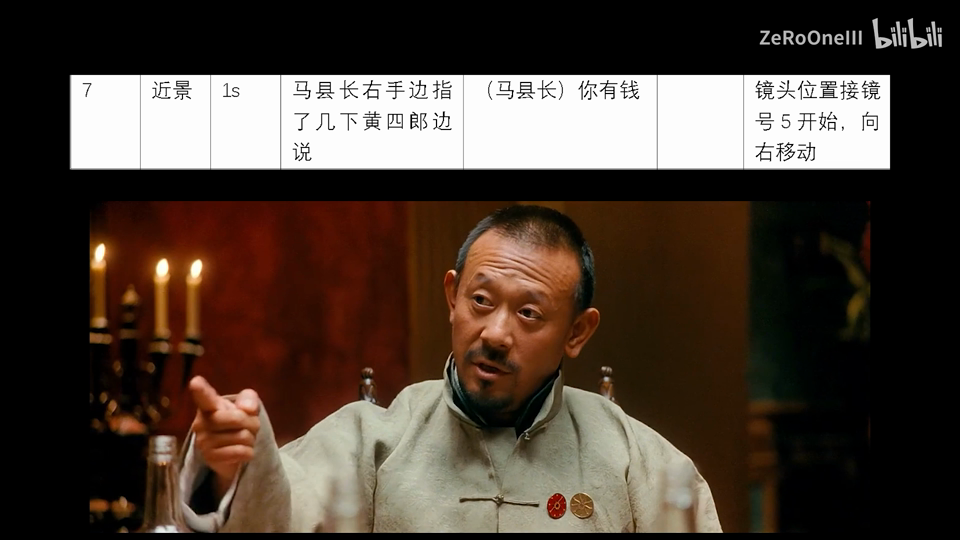 ZeRoOneIII bilibili
7 近景 1s 马县长右手边指 （马县长）你有钱 镜头位置接镜
了几下黄四郎边 号 5 开始，向
说 右移动